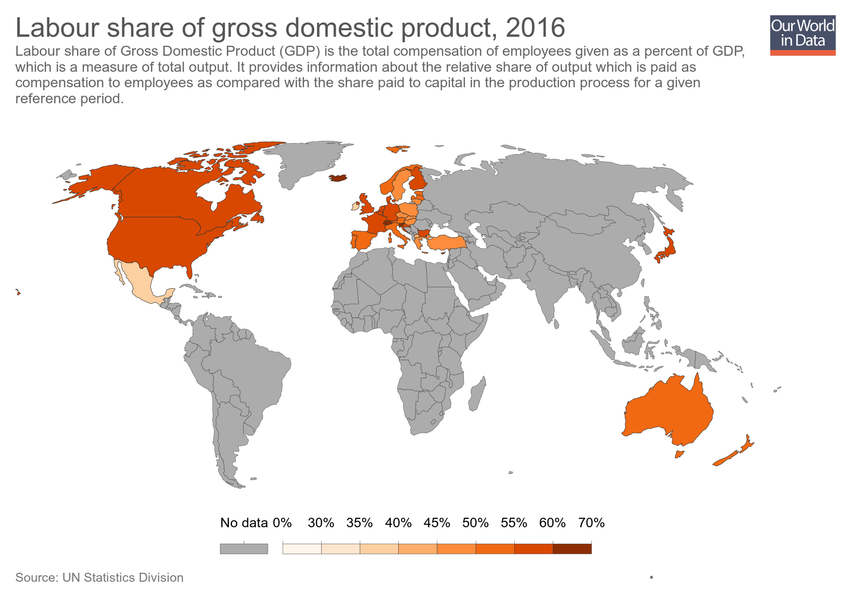 Labour share of gross domestic product, 2016
Our World
in Data
Labour share of Gross Domestic Product (GDP) is the total compensation of employees given as a percent of GDP,
which is a measure of total output. It provides information about the relative share of output which is paid as
compensation to employees as compared with the share paid to capital in the production process for a given
reference period.
No data 0% 30% 35% 40% 45% 50% 55% 60% 70%
Source: UN Statistics Division